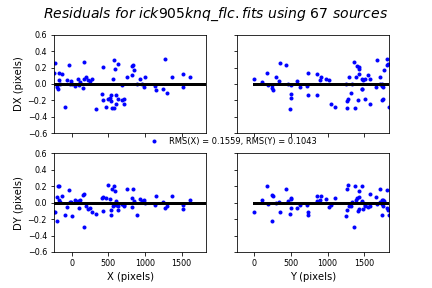 Residuals for ick905knq_flc.fits using 67 sources
DX (pixels)
0.6
0.4
0.2
0.0
−0.2
−0.4
−0.6
RMS(X) = 0.1559, RMS(Y) = 0.1043
DY (pixels)
0.6
0.4
0.2
0.0
−0.2
−0.4
−0.6
0 500 1000 1500
X (pixels)
0 500 1000 1500
Y (pixels)